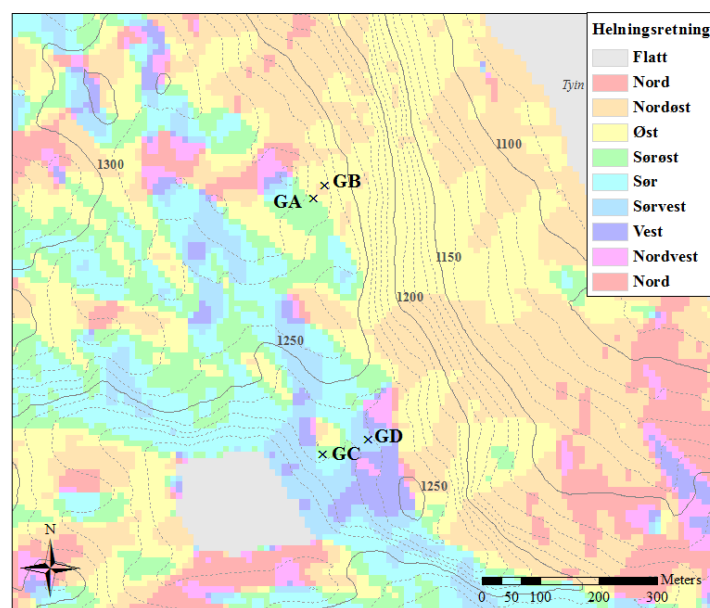 Helningsretning
Flatt
Nord
Nordøst
Øst
Sørøst
Sør
Sørvest
Vest
Nordvest
Nord
Tyin
1100
1300
GB
GA
1150
1200
1250
GD
GC
1250
N
Meters
0 50 100 200 300